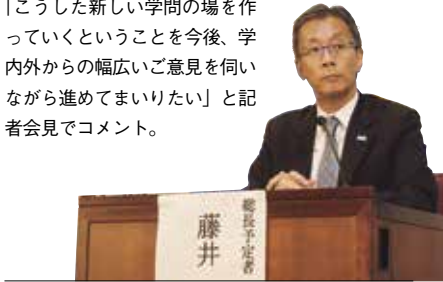 「こうした新しい学問の場を作
っていくということを今後、学
内外からの幅広いご意見を伺い
ながら進めてまいりたい」と記
者会見でコメント。
総長予定者
藤井